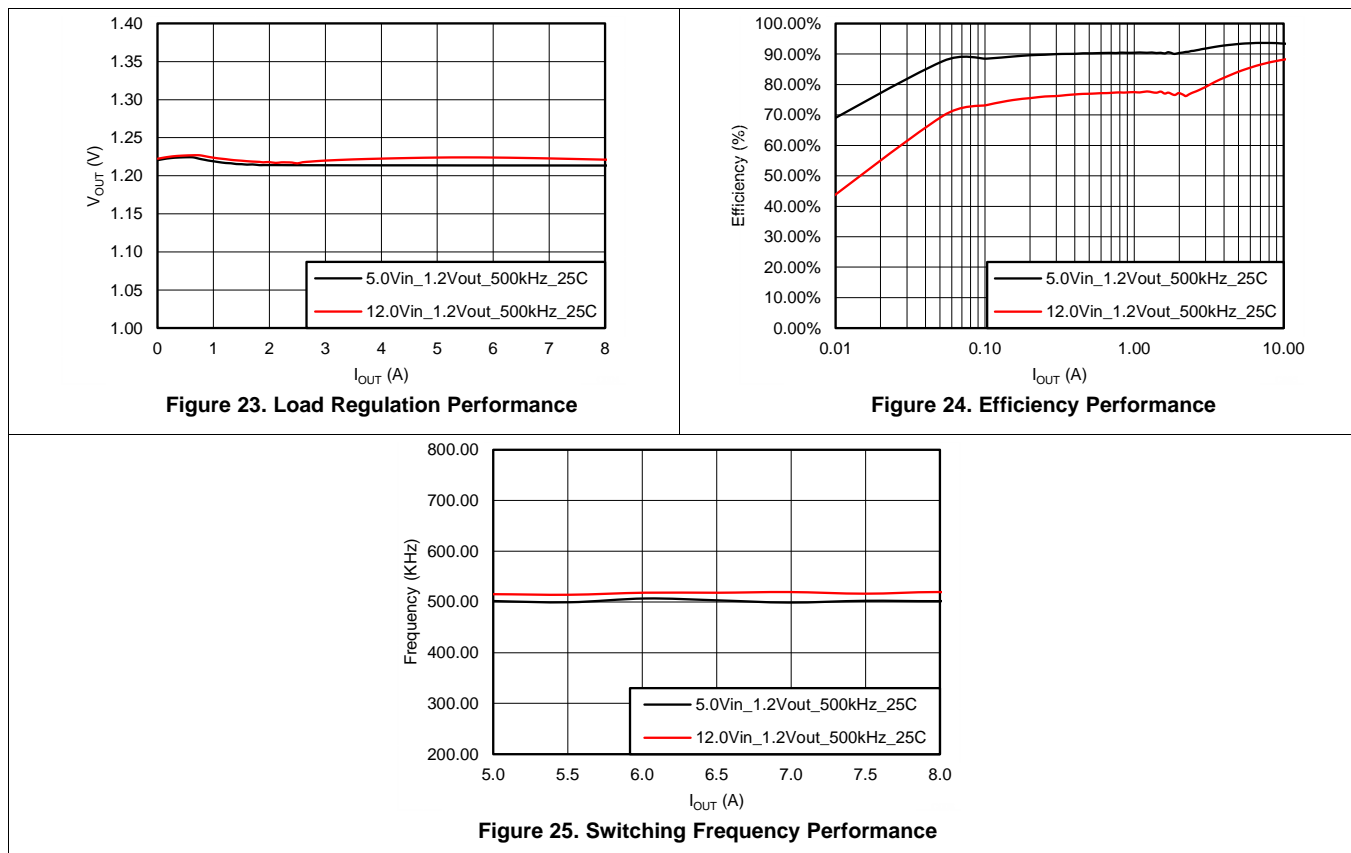 1.40
1.35
1.30
1.25
1.20
1.15
1.10
1.05
1.00
VOUT (V)
5.0Vin_1.2Vout_500kHz_25C
12.0Vin_1.2Vout_500kHz_25C
0 1 2 3 4 5 6 7 8
IOUT (A)
Figure 23. Load Regulation Performance
100.00%
90.00%
80.00%
70.00%
60.00%
50.00%
40.00%
30.00%
20.00%
10.00%
0.00%
Efficiency (%)
5.0Vin_1.2Vout_500kHz_25C
12.0Vin_1.2Vout_500kHz_25C
0.01 0.10 1.00 10.00
IOUT (A)
Figure 24. Efficiency Performance
800.00
700.00
600.00
500.00
400.00
300.00
200.00
Frequency (KHz)
5.0Vin_1.2Vout_500kHz_25C
12.0Vin_1.2Vout_500kHz_25C
5.0 5.5 6.0 6.5 7.0 7.5 8.0
IOUT (A)
Figure 25. Switching Frequency Performance